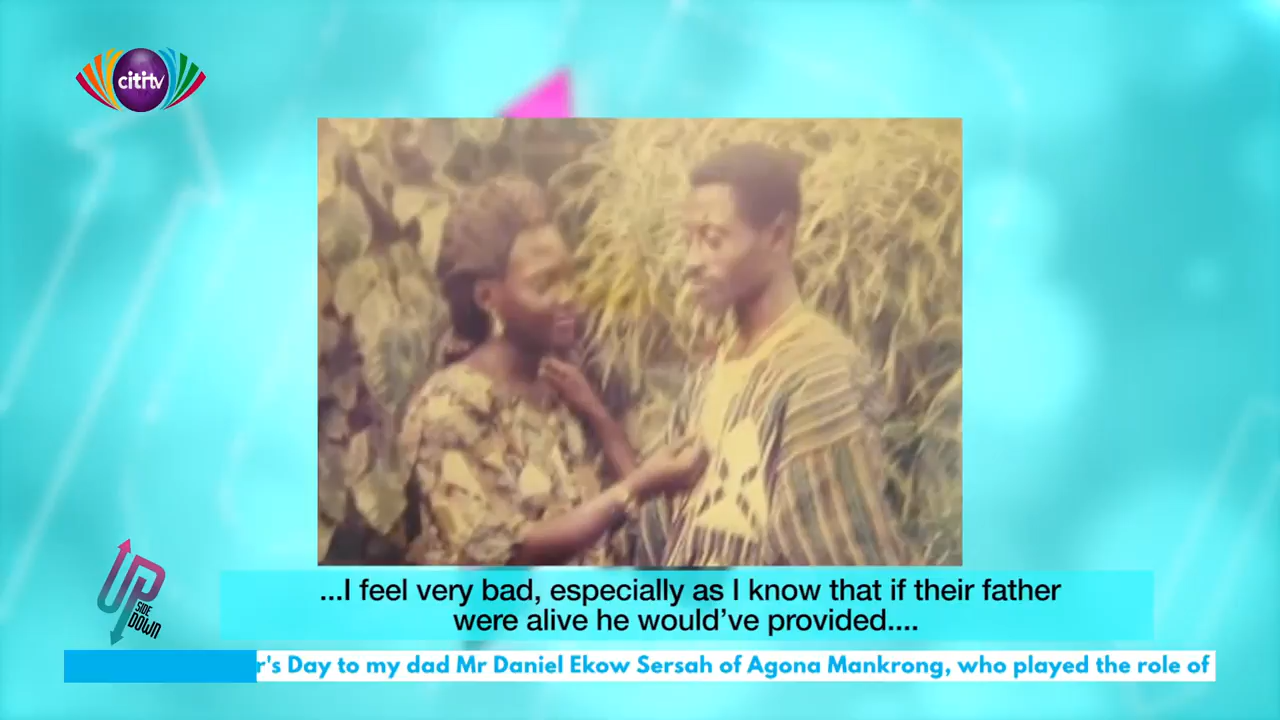 citi tv
...I feel very bad, especially as I know that if their father
were alive he would've provided....
UP
SIDE
DOWN
r's Day to my dad Mr Daniel Ekow Sersah of Agona Mankrong, who played the role of